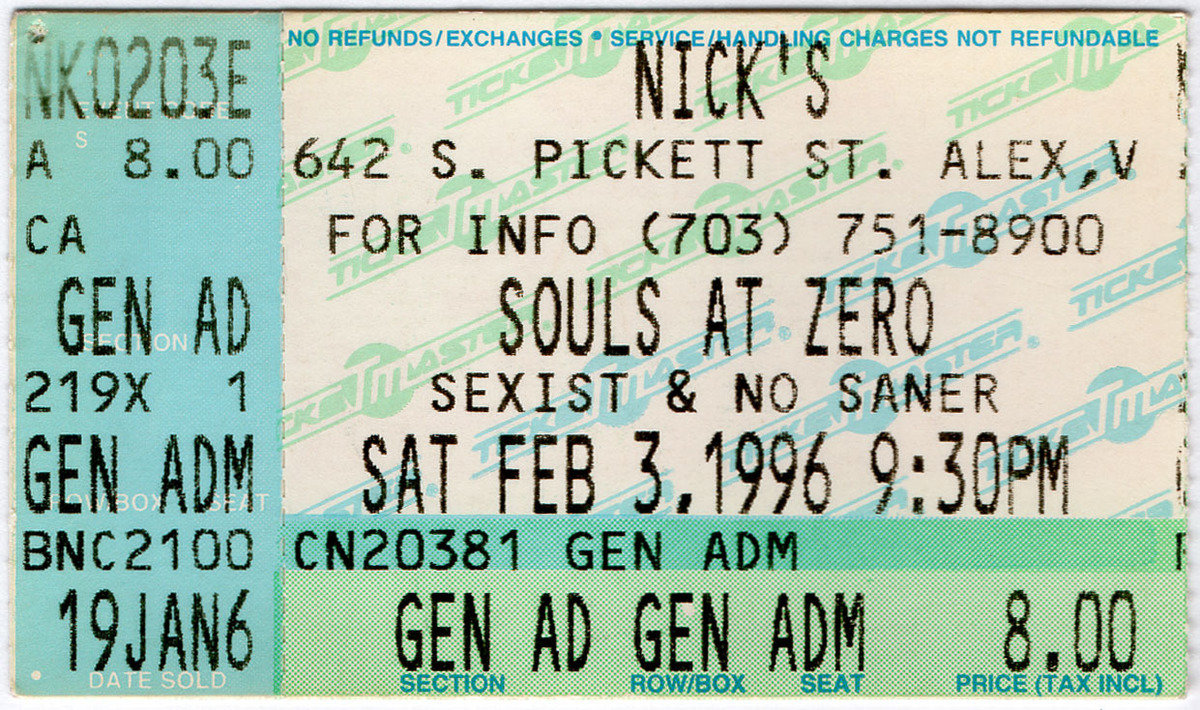 NK0203E
EVENT CODE
S
A 8.00
CA
GEN AD
SECTION
219X 1
GEN ADM
ROW/BOX SEAT
BNC2100
19JAN6
DATE SOLD
NO REFUNDS/EXCHANGES • SERVICE/HANDLING CHARGES NOT REFUNDABLE
NICK'S
642 S. PICKETT ST. ALEX,V
FOR INFO (703) 751-8900
SOULS AT ZERO
SEXIST & NO SANER
SAT FEB 3,1996 9:30PM
CN20381 GEN ADM
GEN AD GEN ADM 8.00
SECTION ROW/BOX SEAT PRICE (TAX INCL)
TICKETMASTER